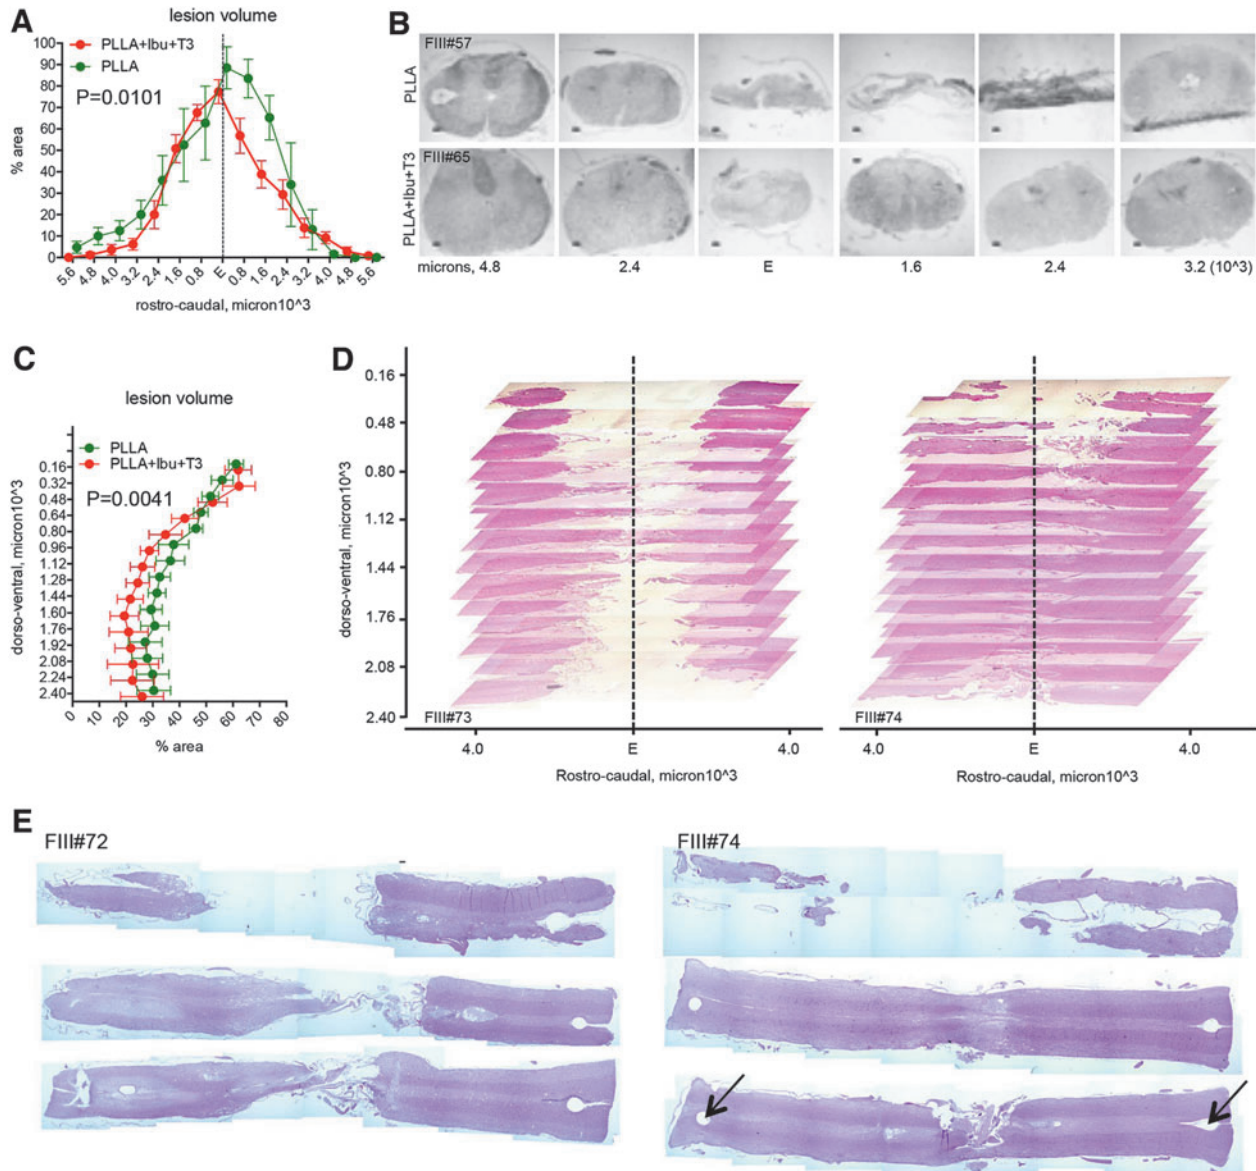 A
lesion volume
PLLA+Ibu+T3
PLLA
P=0.0101
100
90
80
70
60
50
40
30
20
10
0
% area
5.6 4.8 4.0 3.2 2.4 1.6 0.8 E 0.8 1.6 2.4 3.2 4.0 4.8 5.6
rostro-caudal, micron10^3
B
FIII#57
PLLA
FIII#65
PLLA+Ibu+T3
microns, 4.8 2.4 E 1.6 2.4 3.2 (10^3)
C
lesion volume
PLLA
PLLA+Ibu+T3
P=0.0041
0.16
0.32
0.48
0.64
0.80
0.96
1.12
1.28
1.44
1.60
1.76
1.92
2.08
2.24
2.40
dorso-ventral, micron10^3
0 10 20 30 40 50 60 70 80
% area
D
0.16
0.48
0.80
1.12
1.44
1.76
2.08
2.40
dorso-ventral, micron10^3
FIII#73
4.0 E 4.0
Rostro-caudal, micron10^3
FIII#74
4.0 E 4.0
Rostro-caudal, micron10^3
E
FIII#72
FIII#74